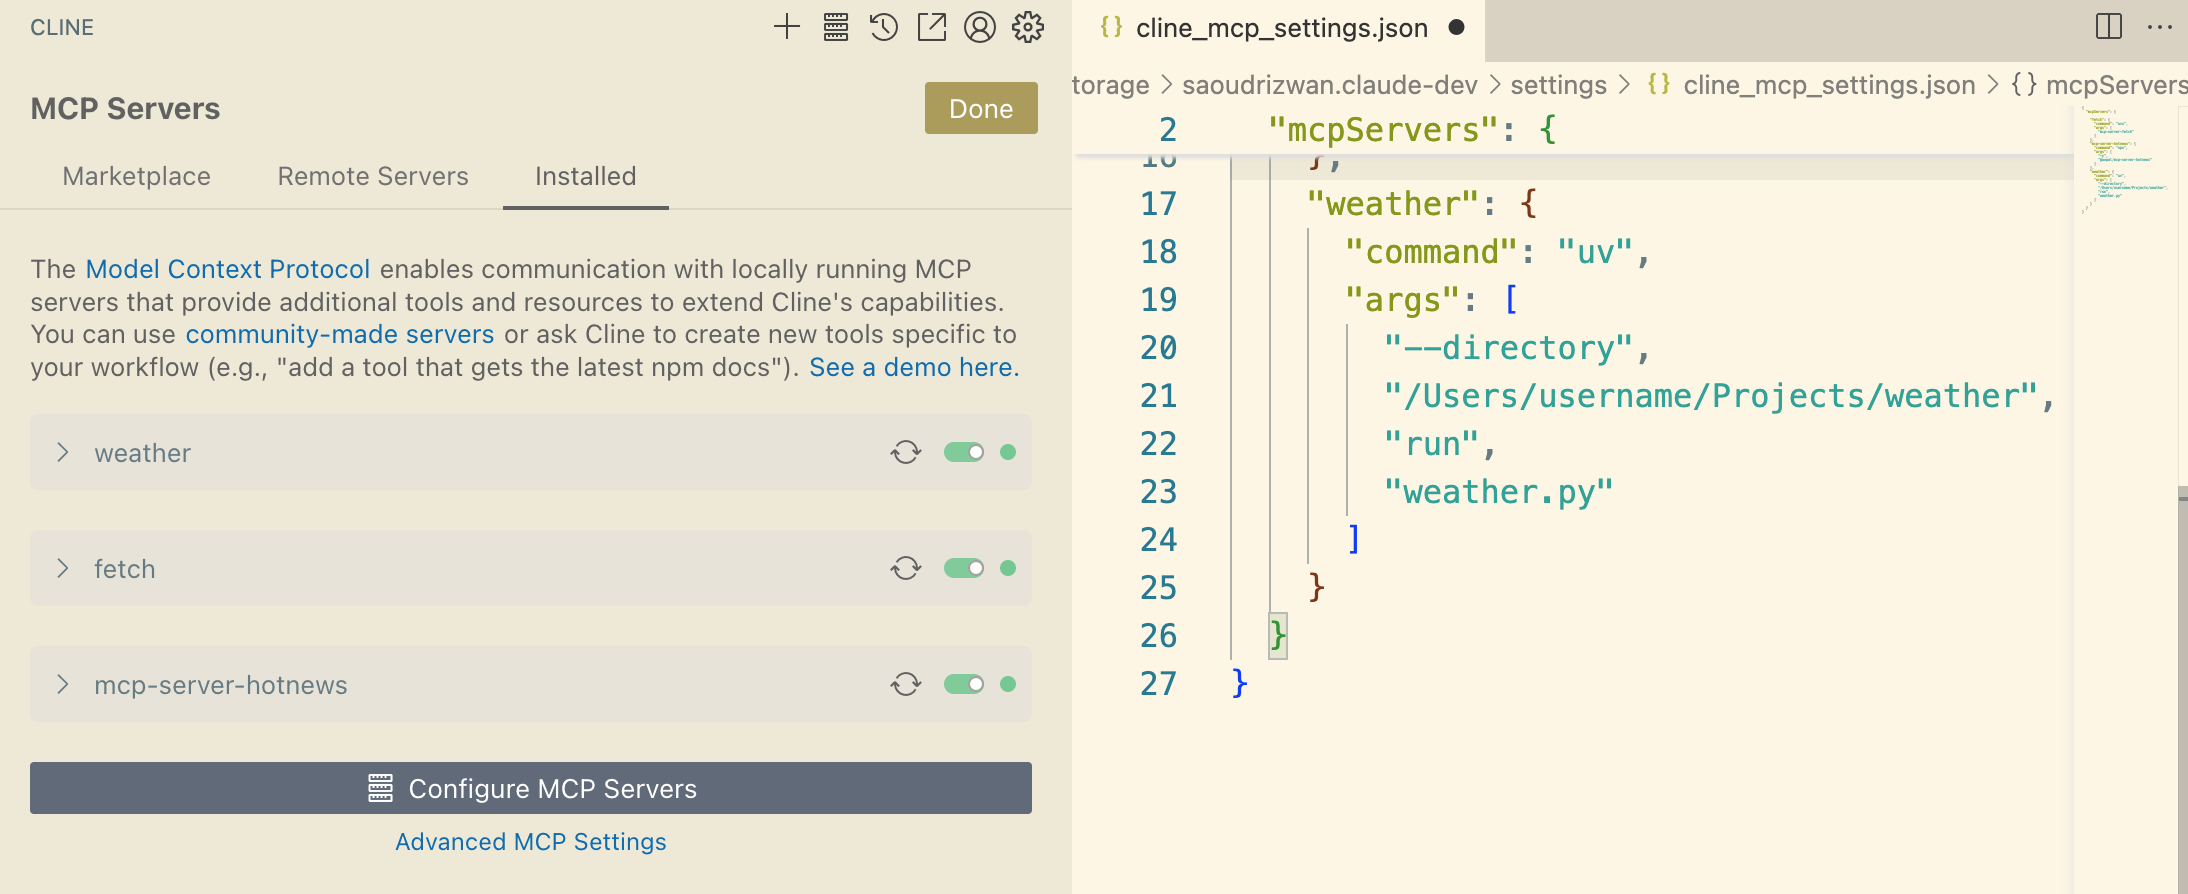 CLINE
MCP Servers
Done
Marketplace
Remote Servers
Installed
The Model Context Protocol enables communication with locally running MCP
servers that provide additional tools and resources to extend Cline's capabilities.
You can use community-made servers or ask Cline to create new tools specific to
your workflow (e.g., "add a tool that gets the latest npm docs"). See a demo here.
weather
fetch
mcp-server-hotnews
Configure MCP Servers
Advanced MCP Settings
{} cline_mcp_settings.json
torage > saoudrizwan.claude-dev > settings > {} cline_mcp_settings.json > {} mcpServers
2 "mcpServers": {
16 },
17 "weather": {
18 "command": "uv",
19 "args": [
20 "--directory",
21 "/Users/username/Projects/weather",
22 "run",
23 "weather.py"
24 ]
25 }
26 }
27 }